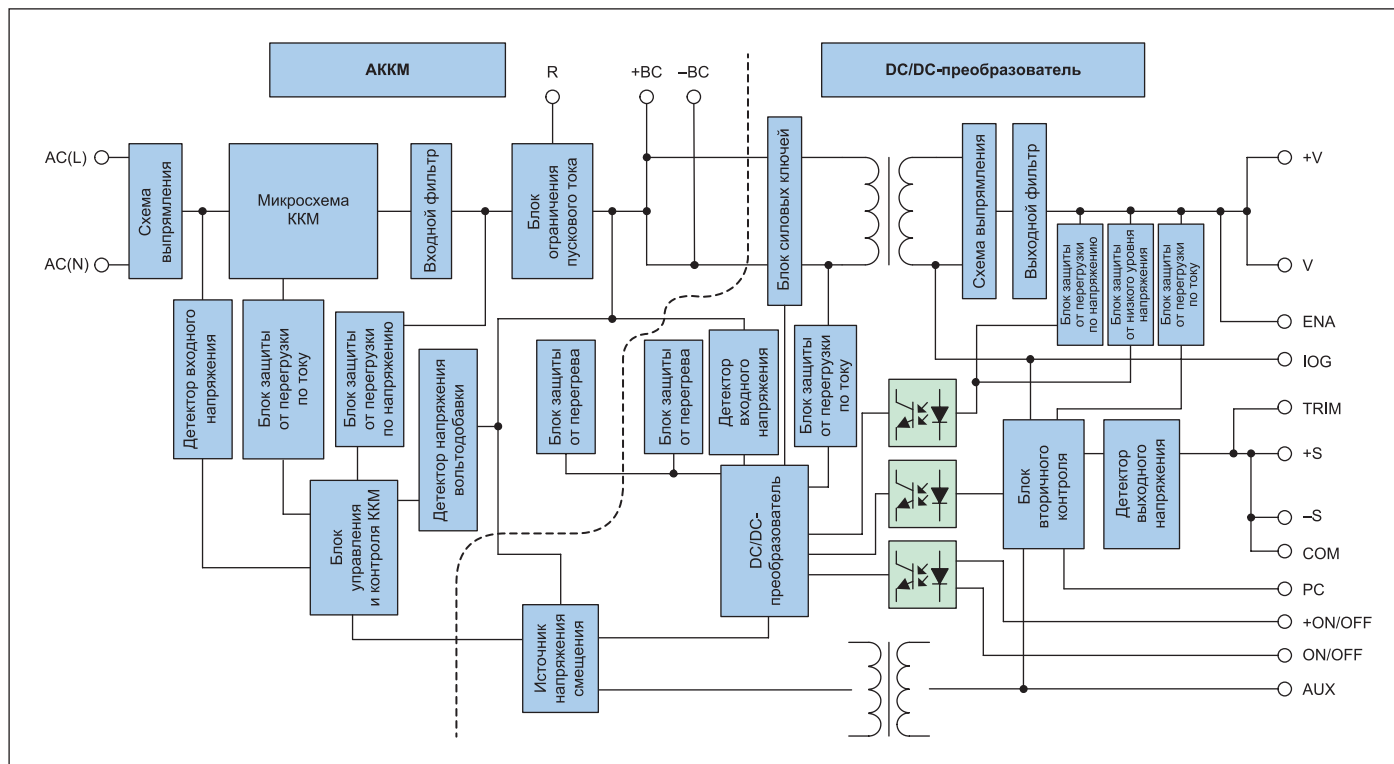 АККМ
DC/DC-преобразователь
R
+BC
–BC
AC(L)
AC(N)
Схема
выпрямления
Микросхема
ККМ
Входной фильтр
Блок
ограничения
пускового тока
Блок силовых ключей
Схема выпрямления
Выходной фильтр
+V
V
ENA
IOG
TRIM
+S
–S
COM
PC
+ON/OFF
ON/OFF
AUX
Детектор входного
напряжения
Блок защиты
от перегрузки
по току
Блок защиты
от перегрузки
по напряжению
Детектор напряжения
вольтодобавки
Блок защиты
от перегрева
Блок защиты
от перегрева
Детектор
входного
напряжения
Блок защиты
от перегрузки
по току
Блок защиты
от перегрузки
по напряжению
Блок защиты
от низкого уровня
напряжения
Блок защиты
от перегрузки
по току
Блок
управления
и контроля ККМ
Источник
напряжения
смещения
DC/DC-
преобразователь
Блок
вторичного
контроля
Детектор
выходного
напряжения